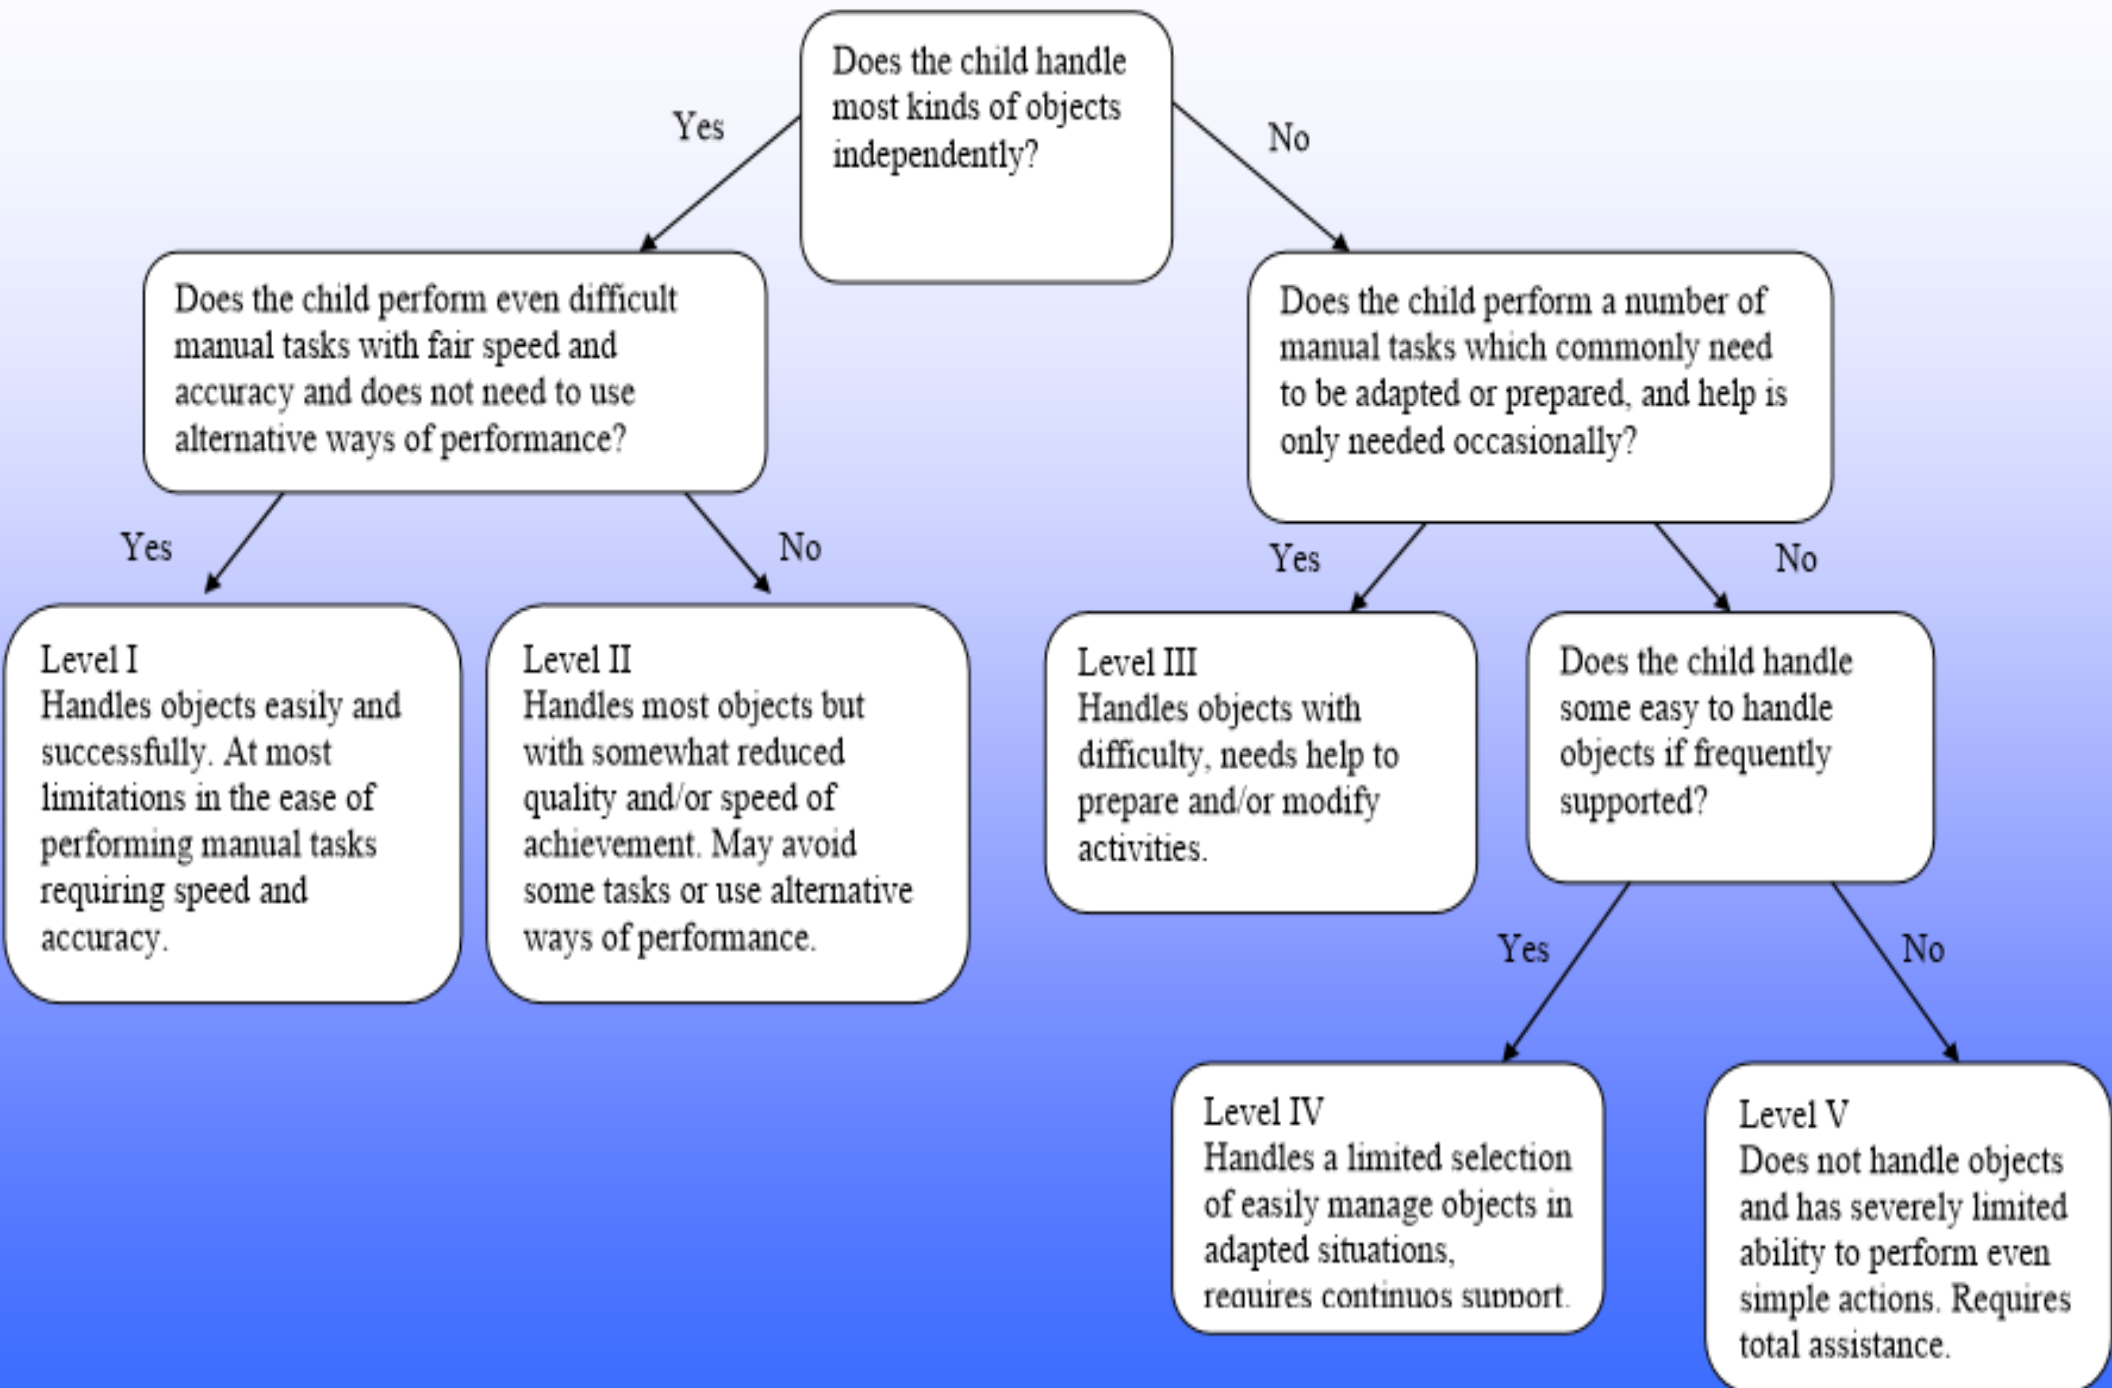 Does the child handle
most kinds of objects
independently?
Yes
No
Does the child perform even difficult
manual tasks with fair speed and
accuracy and does not need to use
alternative ways of performance?
Does the child perform a number of
manual tasks which commonly need
to be adapted or prepared, and help is
only needed occasionally?
Yes
No
Yes
No
Level I
Handles objects easily and
successfully. At most
limitations in the ease of
performing manual tasks
requiring speed and
accuracy.
Level II
Handles most objects but
with somewhat reduced
quality and/or speed of
achievement. May avoid
some tasks or use alternative
ways of performance.
Level III
Handles objects with
difficulty, needs help to
prepare and/or modify
activities.
Does the child handle
some easy to handle
objects if frequently
supported?
Yes
No
Level IV
Handles a limited selection
of easily manage objects in
adapted situations,
requires continuos support.
Level V
Does not handle objects
and has severely limited
ability to perform even
simple actions. Requires
total assistance.